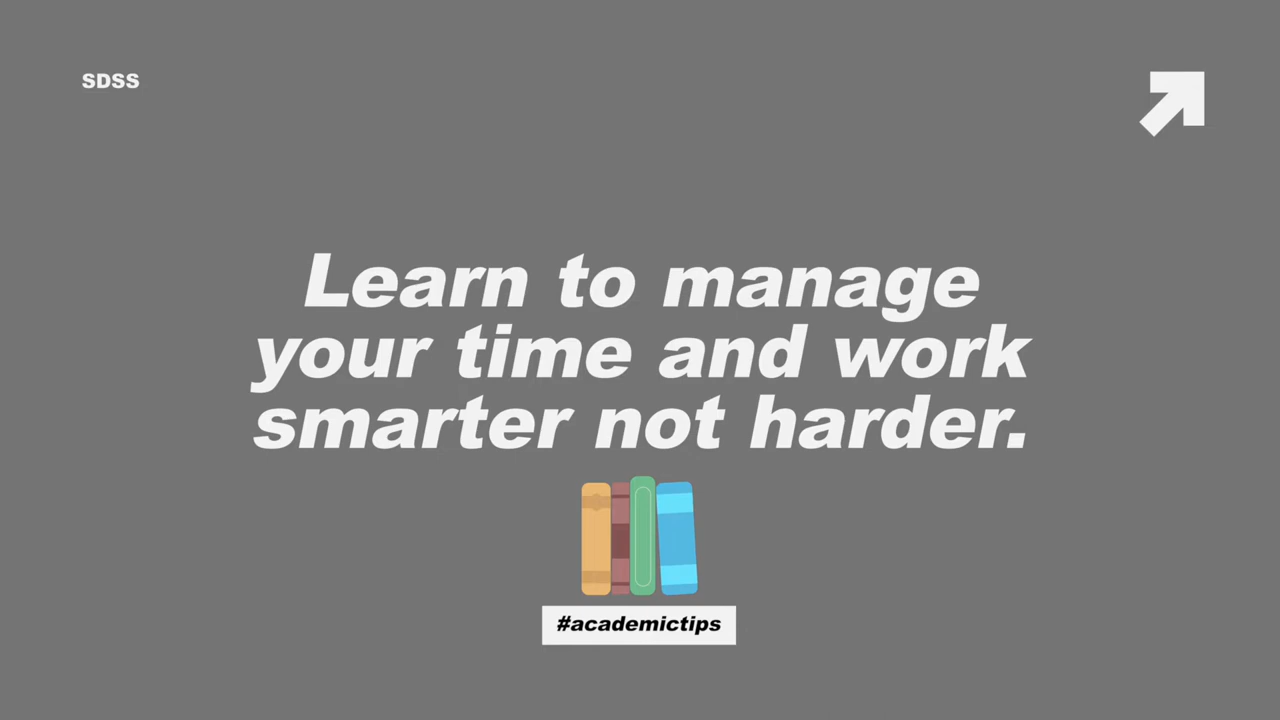 SDSS
Learn to manage
your time and work
smarter not harder.
#academictips